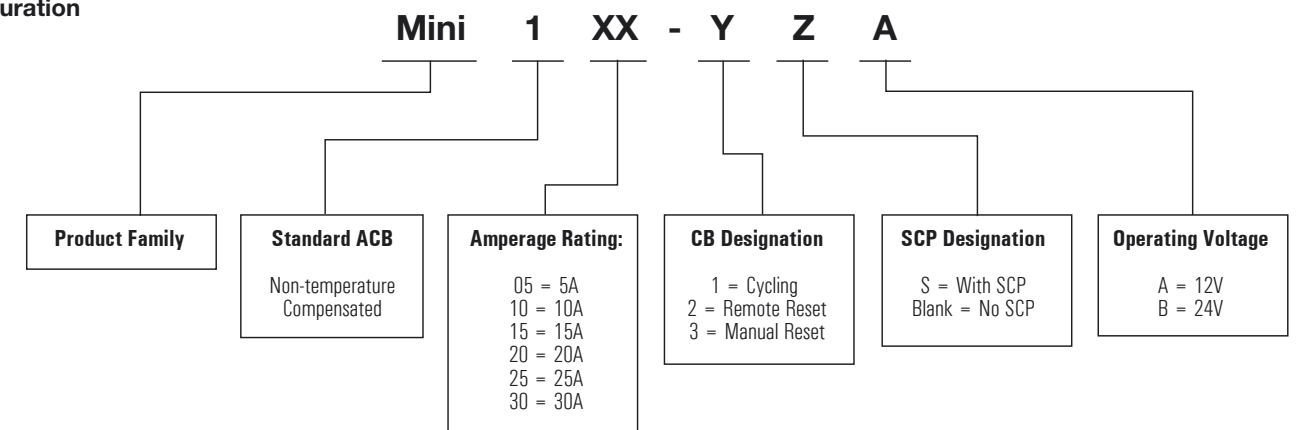 uration
Mini 1 XX - Y Z A
Product Family
Standard ACB
Non-temperature
Compensated
Amperage Rating:
05 = 5A
10 = 10A
15 = 15A
20 = 20A
25 = 25A
30 = 30A
CB Designation
1 = Cycling
2 = Remote Reset
3 = Manual Reset
SCP Designation
S = With SCP
Blank = No SCP
Operating Voltage
A = 12V
B = 24V